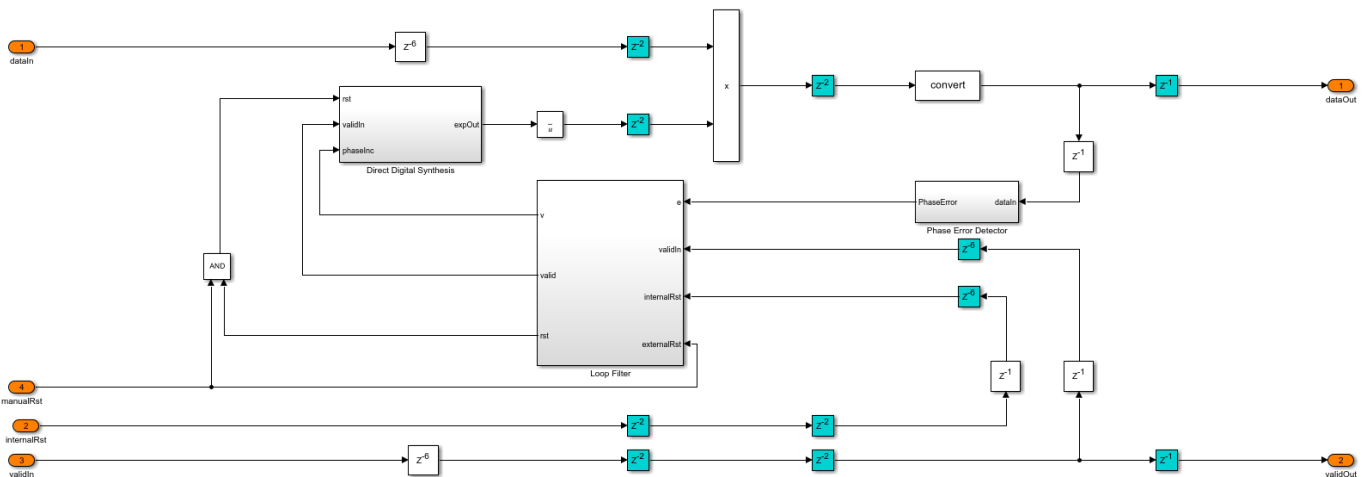 1
dataIn
Z-6
Z-2
x
Z-2
convert
Z-1
1
dataOut
rst
validIn
phaseInc
expOut
Direct Digital Synthesis
Z-2
Z-1
PhaseError
dataIn
Phase Error Detector
v
valid
rst
e
validIn
internalRst
externalRst
Loop Filter
Z-6
Z-6
AND
Z-1
Z-1
4
manualRst
2
internalRst
Z-2
Z-2
3
validIn
Z-6
Z-2
Z-2
Z-1
2
validOut